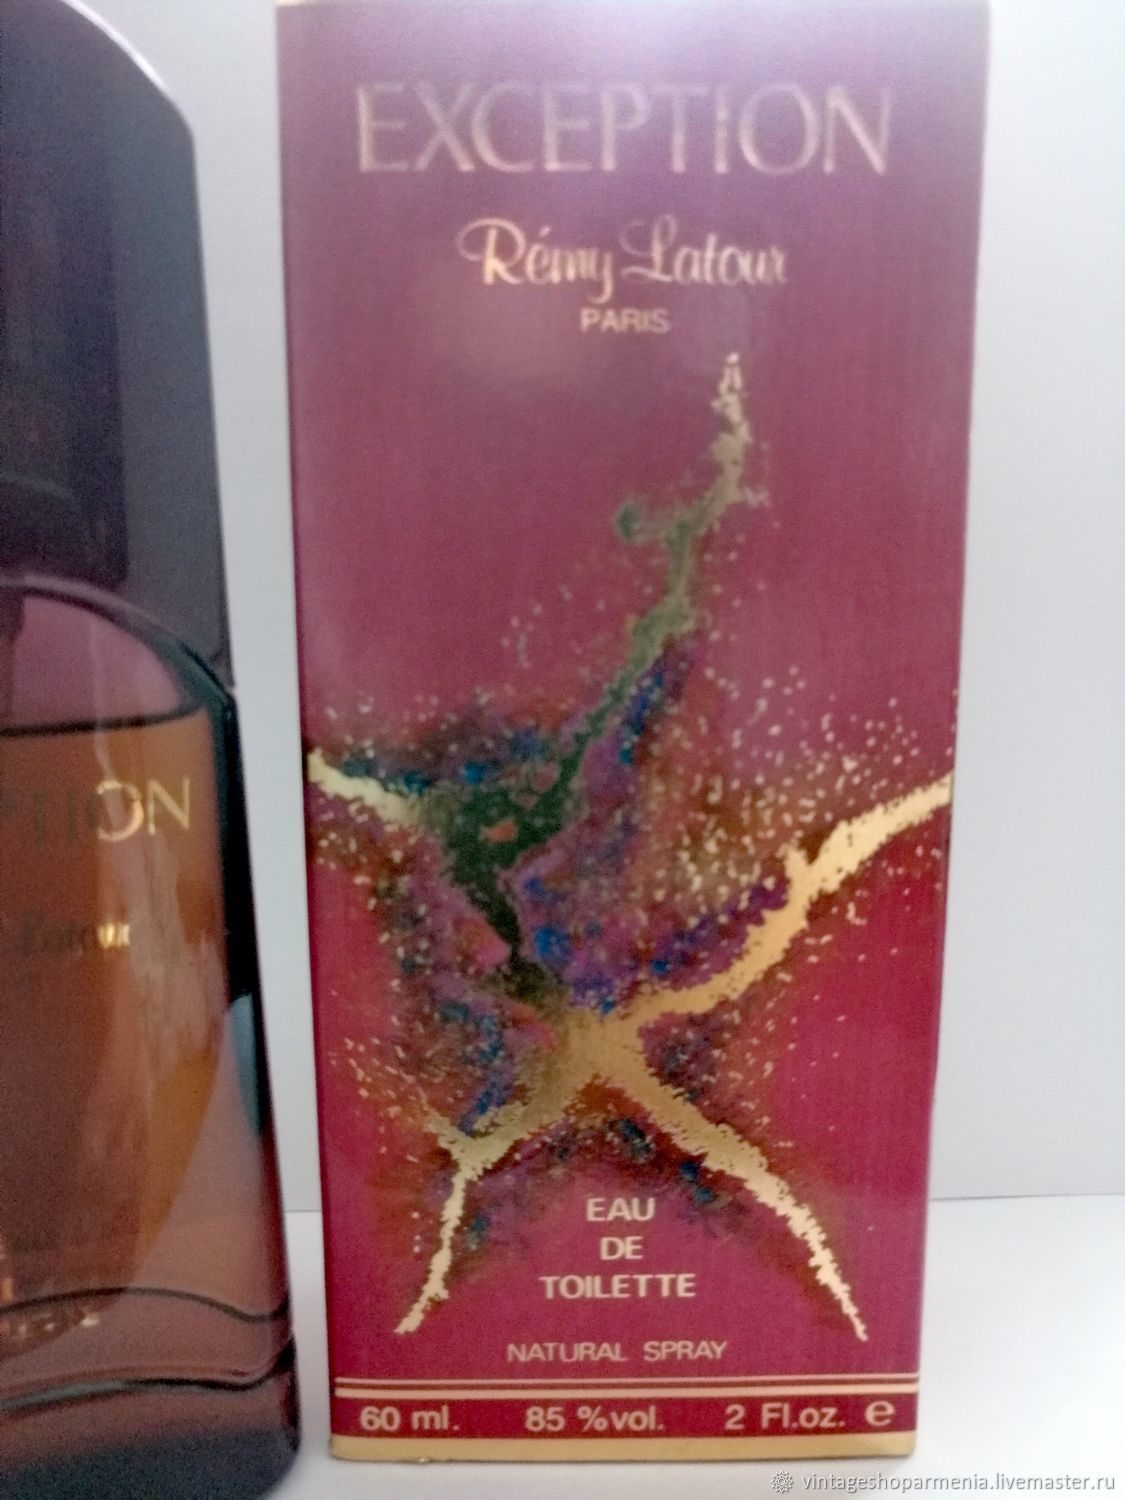 EXCEPTION
Rémy Latour
PARIS
EAU
DE
TOILETTE
NATURAL SPRAY
60 ml. 85 %vol. 2 Fl.oz. e
vintageshoparmenia.livemaster.ru